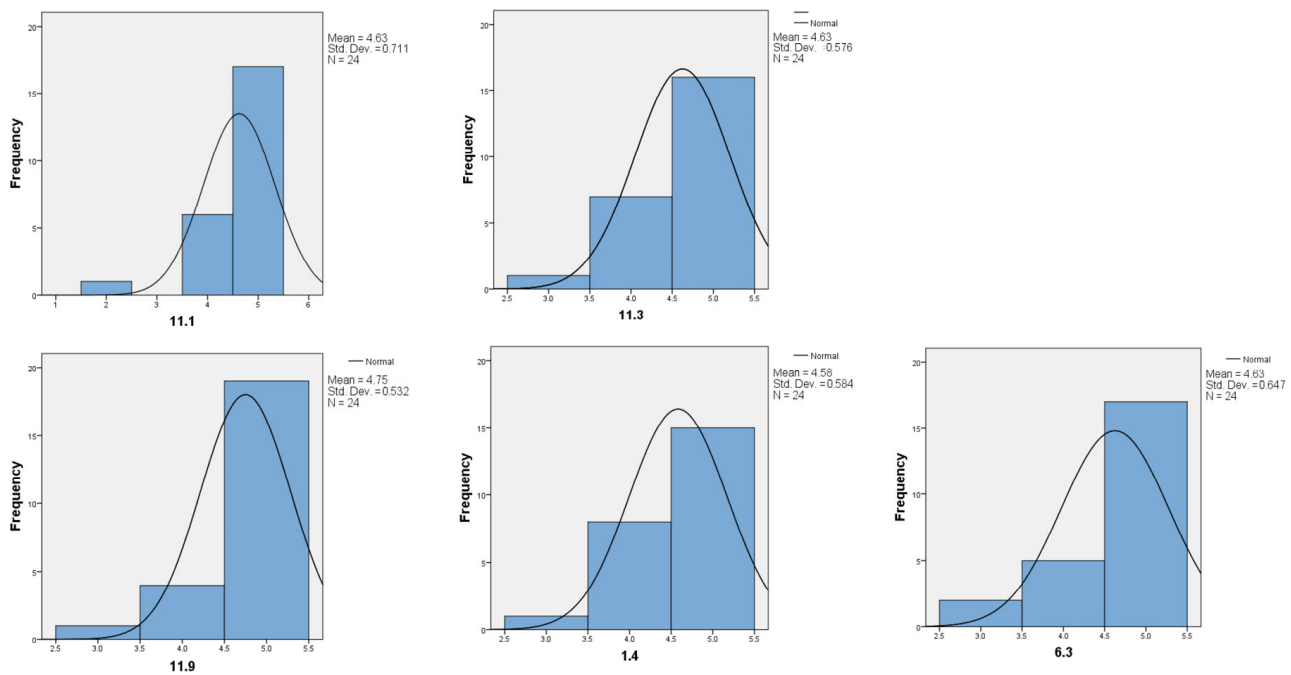 Mean = 4.63
Std. Dev. =0.711
N = 24
Frequency
20
15
10
5
0
1 2 3 4 5 6
11.1
Normal
Mean = 4.63
Std. Dev. =0.576
N = 24
Frequency
20
15
10
5
0
2.5 3.0 3.5 4.0 4.5 5.0 5.5
11.3
Normal
Mean = 4.75
Std. Dev. =0.532
N = 24
Frequency
20
15
10
5
0
2.5 3.0 3.5 4.0 4.5 5.0 5.5
11.9
Normal
Mean = 4.58
Std. Dev. =0.584
N = 24
Frequency
20
15
10
5
0
2.5 3.0 3.5 4.0 4.5 5.0 5.5
1.4
Normal
Mean = 4.63
Std. Dev. =0.647
N = 24
Frequency
20
15
10
5
0
2.5 3.0 3.5 4.0 4.5 5.0 5.5
6.3